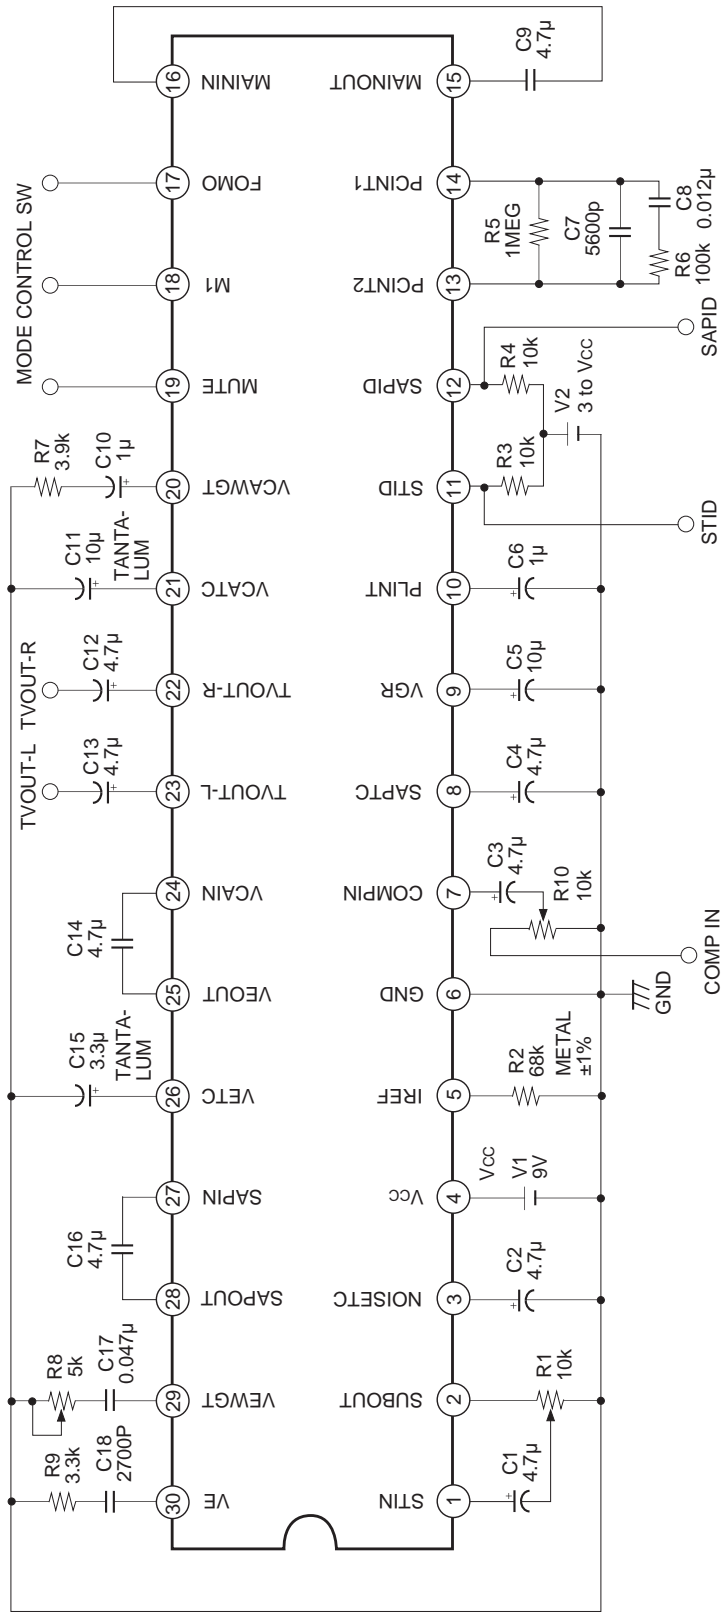 MODE CONTROL SW
TVOUT-L
TVOUT-R
R9
3.3k
C18
2700P
R8
5k
C17
0.047µ
C16
4.7µ
C15
3.3µ
TANTA-
LUM
C14
4.7µ
C13
4.7µ
C12
4.7µ
C11
10µ
TANTA-
LUM
R7
3.9k
C10
1µ
30
29
28
27
26
25
24
23
22
21
20
19
18
17
16
VE
VEWGT
SAPOUT
SAPIN
VETC
VEOUT
VCAIN
TVOUT-L
TVOUT-R
VCATC
VCAWGT
MUTE
M1
FOMO
MAININ
STIN
SUBOUT
NOISETC
VCC
IREF
GND
COMPIN
SAPTC
VGR
PLINT
STID
SAPID
PCINT2
PCINT1
MAINOUT
1
2
3
4
5
6
7
8
9
10
11
12
13
14
15
C1
4.7µ
R1
10k
C2
4.7µ
VCC
V1
9V
R2
68k
METAL
±1%
GND
C3
4.7µ
R10
10k
COMP IN
C4
4.7µ
C5
10µ
C6
1µ
R3
10k
R4
10k
V2
3 to VCC
STID
SAPID
R5
1MEG
C7
5600p
R6
100k
C8
0.012µ
C9
4.7µ